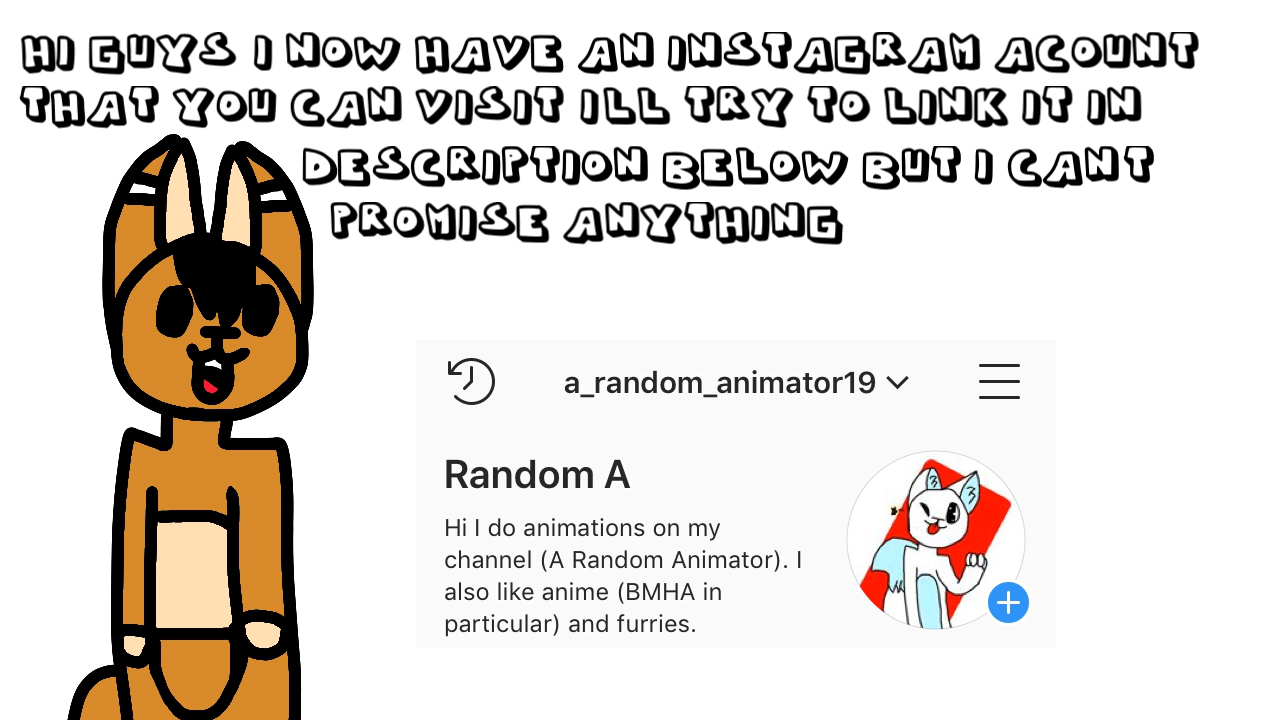 HI GUYS I NOW HAVE AN INSTAGRAM ACOUNT
THAT YOU CAN VISIT ILL TRY TO LINK IT IN
DESCRIPTION BELOW BUT I CANT
PROMISE ANYTHING
a_random_animator19
Random A
Hi I do animations on my
channel (A Random Animator). I
also like anime (BMHA in
particular) and furries.